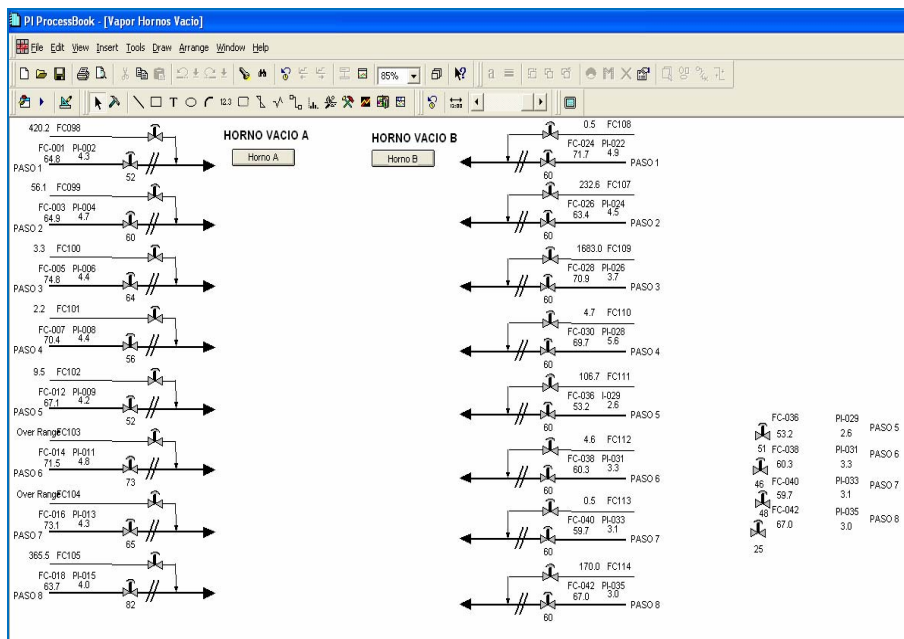 PI ProcessBook - [Vapor Hornos Vacio]
File Edit View Insert Tools Draw Arrange Window Help
85%
HORNO VACIO A
Horno A
HORNO VACIO B
Horno B
420.2 FC098
FC-001 PI-002
64.8 4.3
PASO 1
52
56.1 FC099
FC-003 PI-004
64.9 4.7
PASO 2
60
3.3 FC100
FC-005 PI-006
74.8 4.4
PASO 3
64
2.2 FC101
FC-007 PI-008
70.4 4.4
PASO 4
56
9.5 FC102
FC-012 PI-009
67.1 4.2
PASO 5
52
Over Range FC103
FC-014 PI-011
71.5 4.8
PASO 6
73
Over Range FC104
FC-016 PI-013
73.1 4.3
PASO 7
65
365.5 FC105
FC-018 PI-015
63.7 4.0
PASO 8
82
0.5 FC108
FC-024 PI-022
71.7 4.9
PASO 1
60
232.6 FC107
FC-026 PI-024
63.4 4.5
PASO 2
60
1683.0 FC109
FC-028 PI-026
70.9 3.7
PASO 3
60
4.7 FC110
FC-030 PI-028
69.7 5.6
PASO 4
60
106.7 FC111
FC-036 I-029
53.2 2.6
PASO 5
60
4.6 FC112
FC-038 PI-031
60.3 3.3
PASO 6
60
0.5 FC113
FC-040 PI-033
59.7 3.1
PASO 7
60
170.0 FC114
FC-042 PI-035
67.0 3.0
PASO 8
60
FC-036 PI-029
53.2 2.6 PASO 5
51 FC-038 PI-031
60.3 3.3 PASO 6
46 FC-040 PI-033
59.7 3.1 PASO 7
48 FC-042 PI-035
67.0 3.0 PASO 8
25